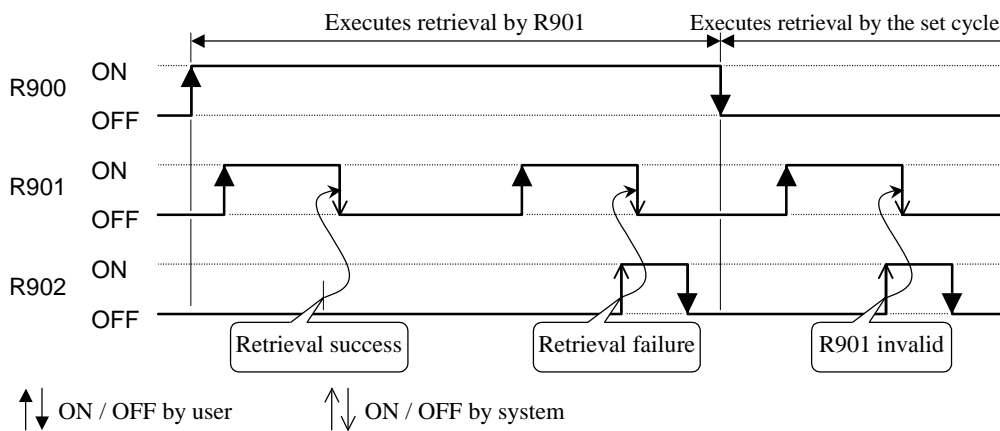 Executes retrieval by R901
Executes retrieval by the set cycle
R900
ON
OFF
R901
ON
OFF
R902
ON
OFF
Retrieval success
Retrieval failure
R901 invalid
ON / OFF by user
ON / OFF by system